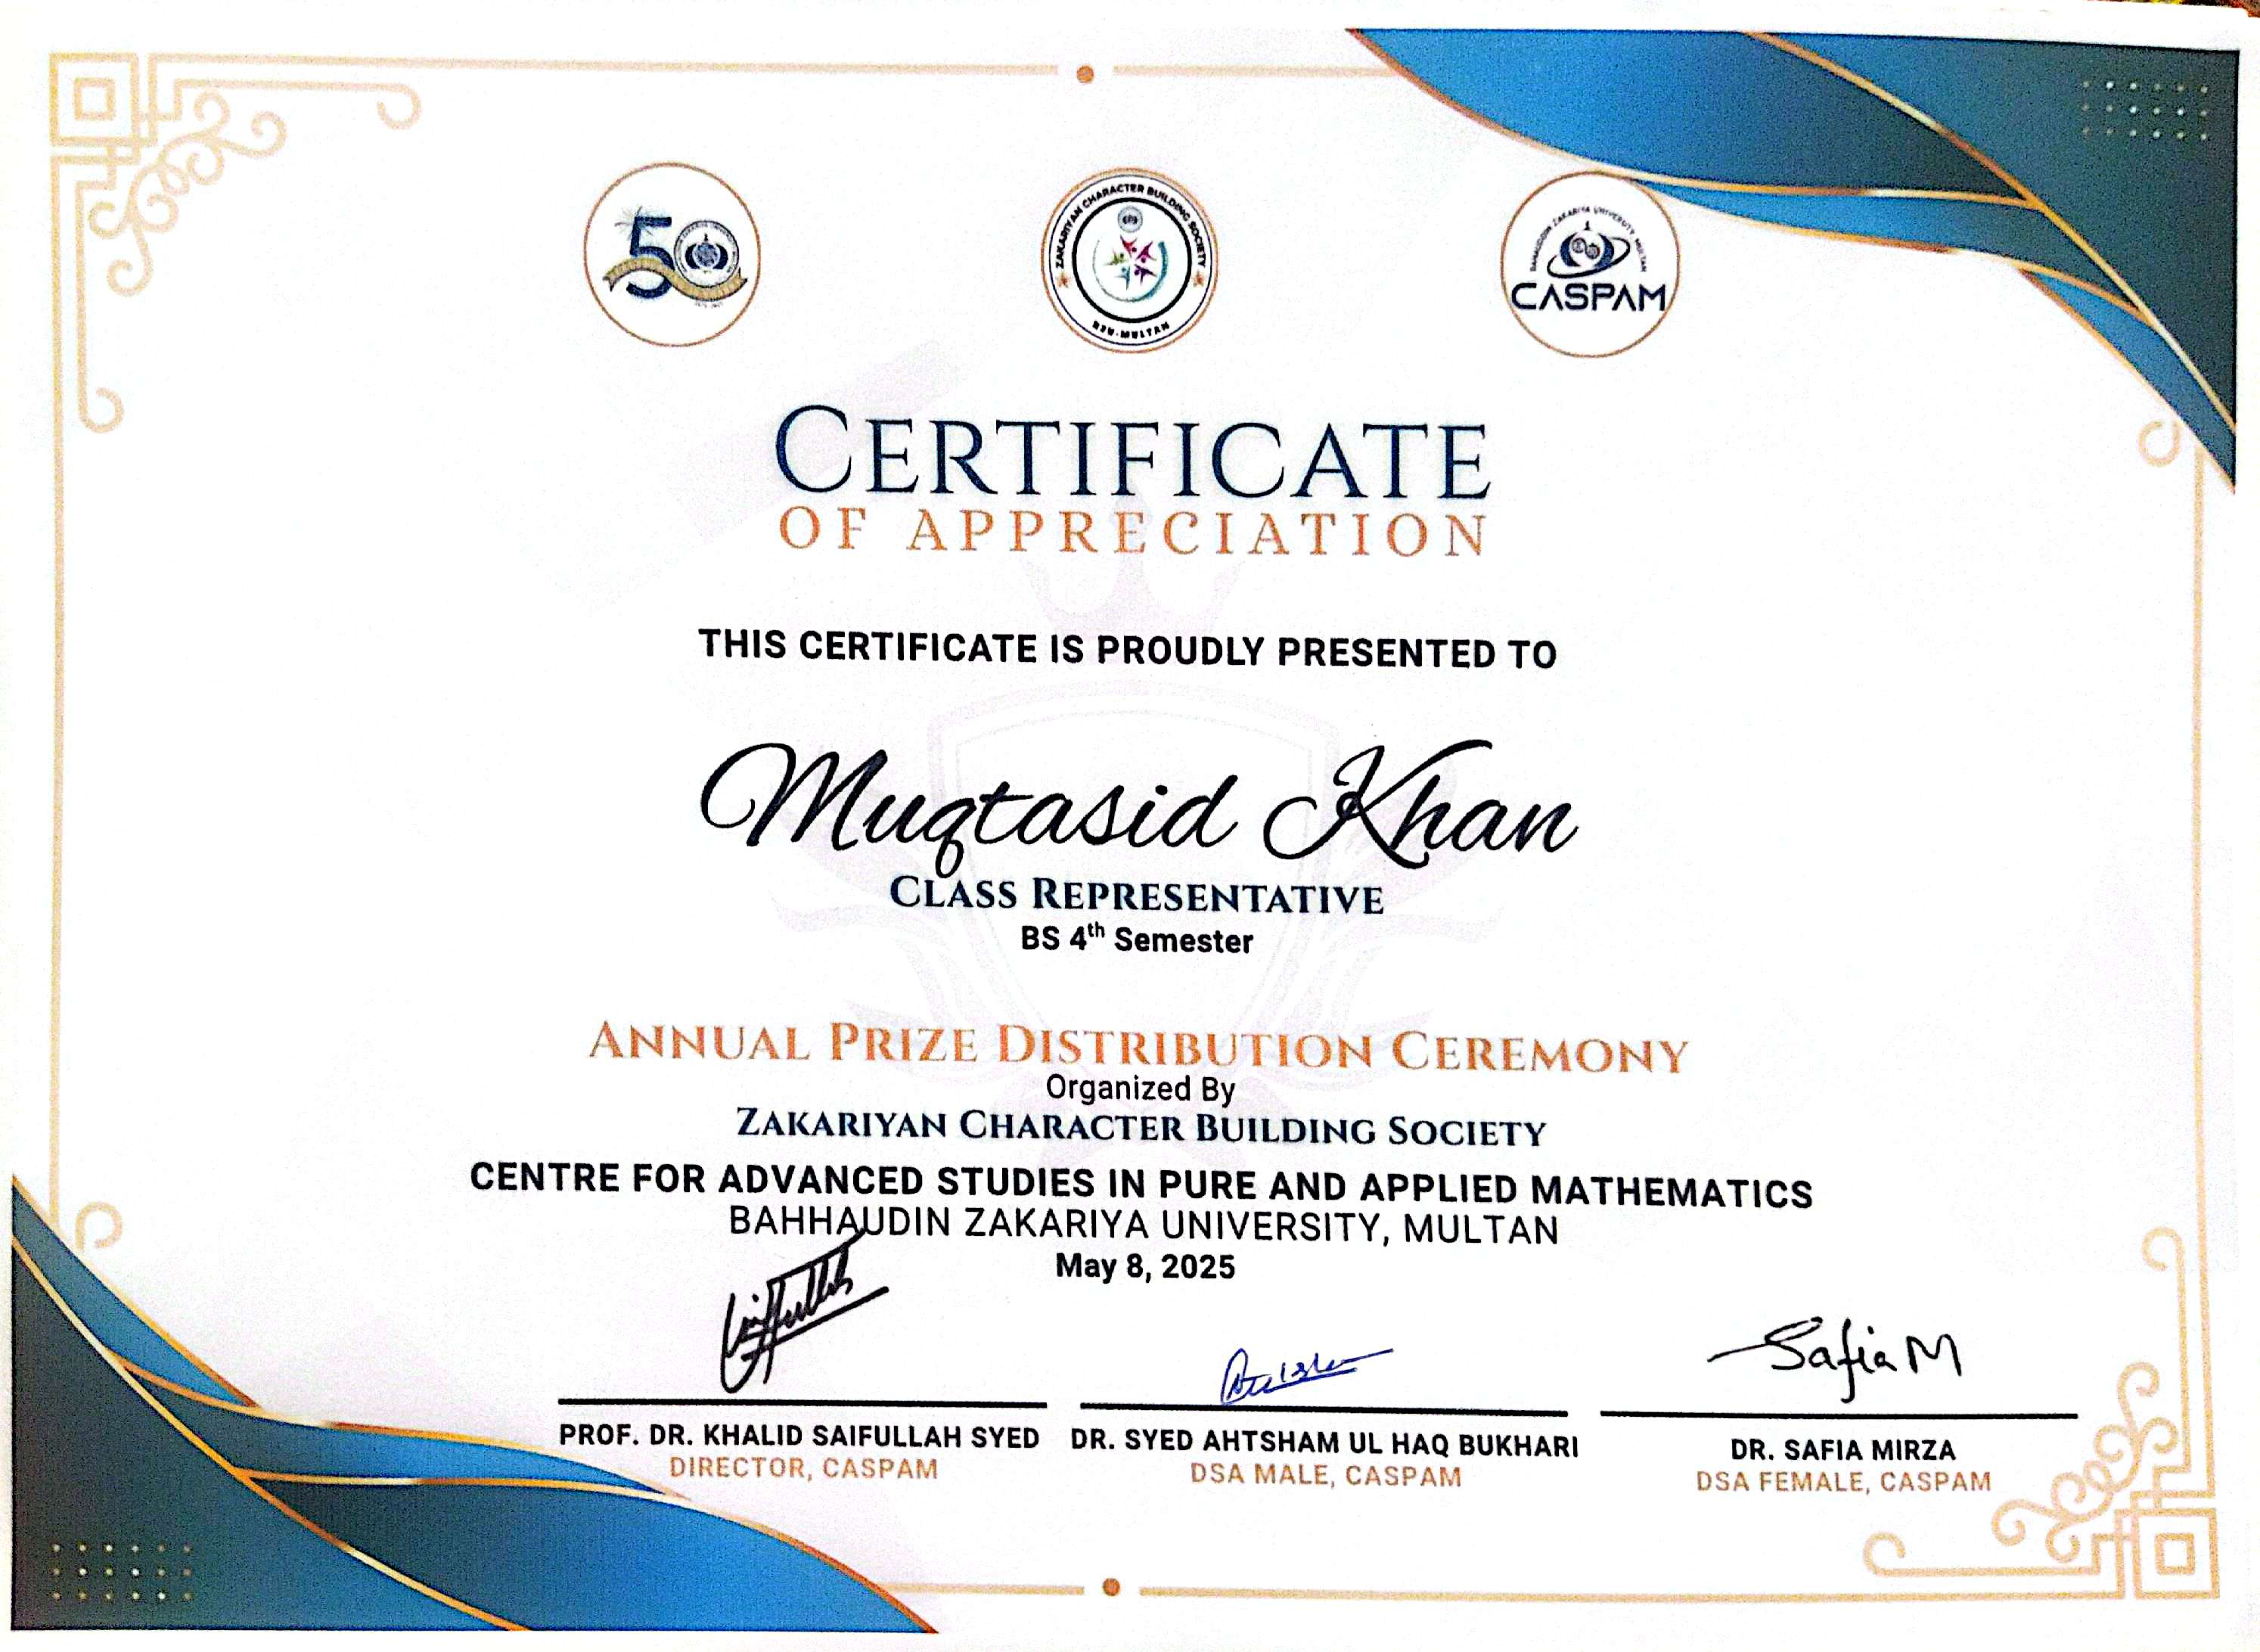 50
ZAKARIYAN CHARACTER BUILDING SOCIETY
BZU-MULTAN
BAHAUDDIN ZAKARIYA UNIVERSITY MULTAN
CASPAM
CERTIFICATE
OF APPRECIATION
THIS CERTIFICATE IS PROUDLY PRESENTED TO
Muqtasid Khan
CLASS REPRESENTATIVE
BS 4th Semester
ANNUAL PRIZE DISTRIBUTION CEREMONY
Organized By
ZAKARIYAN CHARACTER BUILDING SOCIETY
CENTRE FOR ADVANCED STUDIES IN PURE AND APPLIED MATHEMATICS
BAHHAUDIN ZAKARIYA UNIVERSITY, MULTAN
May 8, 2025
Safia M
PROF. DR. KHALID SAIFULLAH SYED
DIRECTOR, CASPAM
DR. SYED AHTSHAM UL HAQ BUKHARI
DSA MALE, CASPAM
DR. SAFIA MIRZA
DSA FEMALE, CASPAM